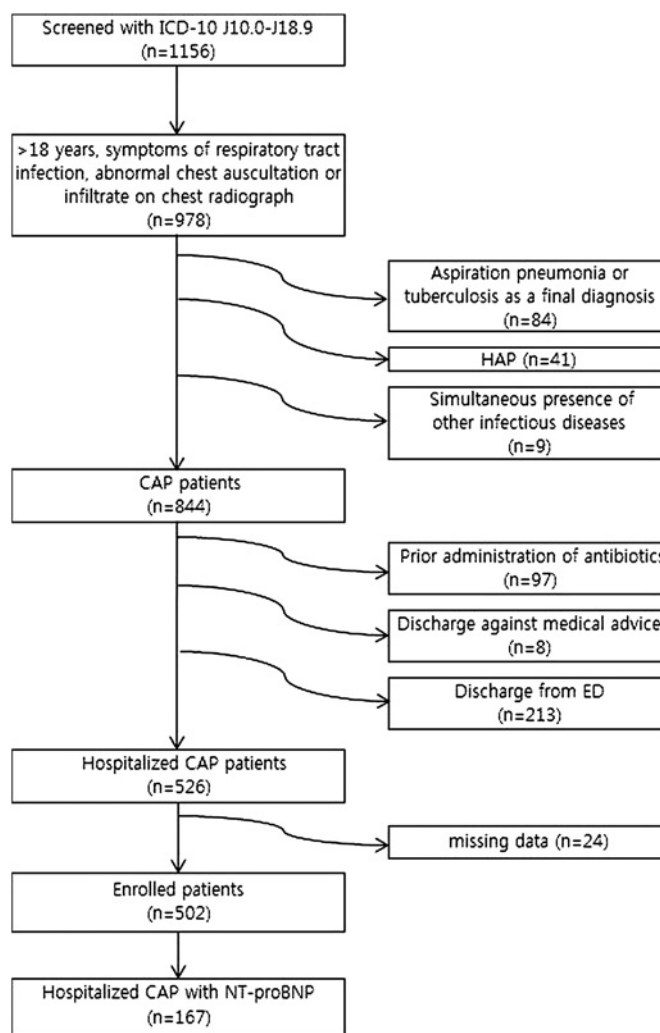 Screened with ICD-10 J10.0-J18.9
(n=1156)
>18 years, symptoms of respiratory tract
infection, abnormal chest auscultation or
infiltrate on chest radiograph
(n=978)
Aspiration pneumonia or
tuberculosis as a final diagnosis
(n=84)
HAP (n=41)
Simultaneous presence of
other infectious diseases
(n=9)
CAP patients
(n=844)
Prior administration of antibiotics
(n=97)
Discharge against medical advice
(n=8)
Discharge from ED
(n=213)
Hospitalized CAP patients
(n=526)
missing data (n=24)
Enrolled patients
(n=502)
Hospitalized CAP with NT-proBNP
(n=167)